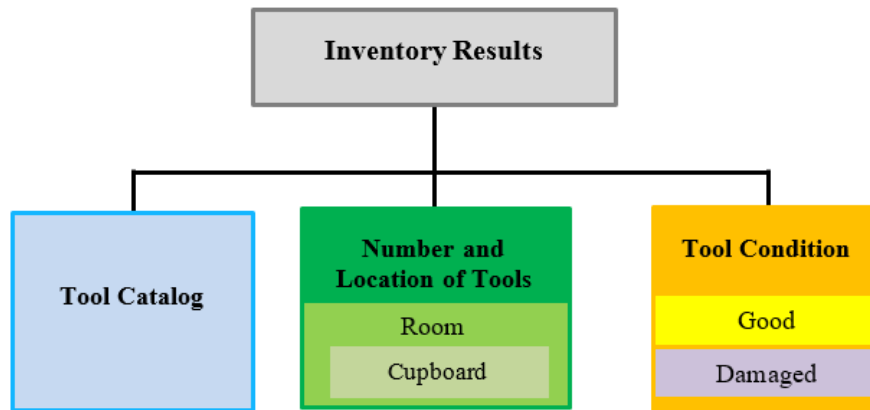 Inventory Results
Tool Catalog
Number and
Location of Tools
Room
Cupboard
Tool Condition
Good
Damaged